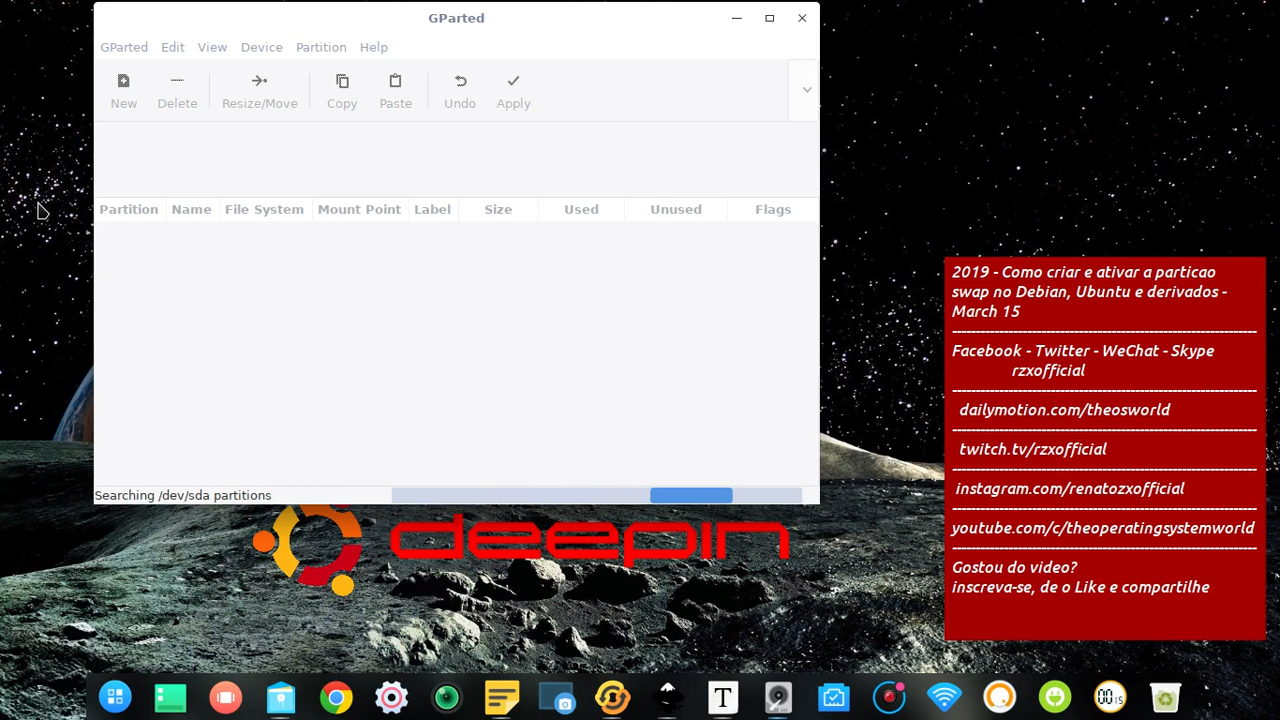 GParted
GParted Edit View Device Partition Help
New Delete Resize/Move Copy Paste Undo Apply
Partition Name File System Mount Point Label Size Used Unused Flags
Searching /dev/sda partitions
deepin
2019 - Como criar e ativar a particao
swap no Debian, Ubuntu e derivados -
March 15
Facebook - Twitter - WeChat - Skype
rzxofficial
dailymotion.com/theosworld
twitch.tv/rzxofficial
instagram.com/renatozxofficial
youtube.com/c/theoperatingsystemworld
Gostou do video?
inscreva-se, de o Like e compartilhe
T
00:15